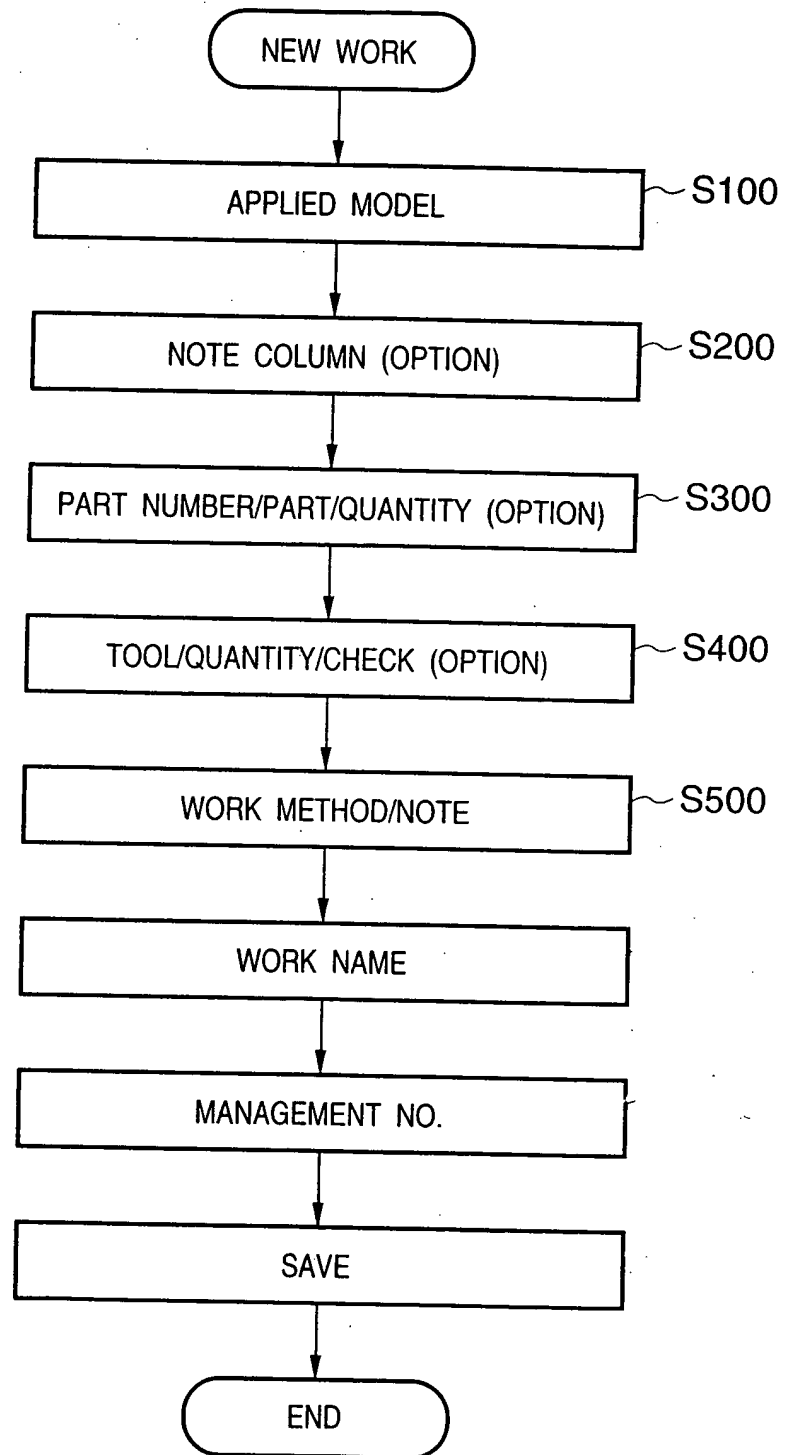 NEW WORK
APPLIED MODEL
S100
NOTE COLUMN (OPTION)
S200
PART NUMBER/PART/QUANTITY (OPTION)
S300
TOOL/QUANTITY/CHECK (OPTION)
S400
WORK METHOD/NOTE
S500
WORK NAME
MANAGEMENT NO.
SAVE
END